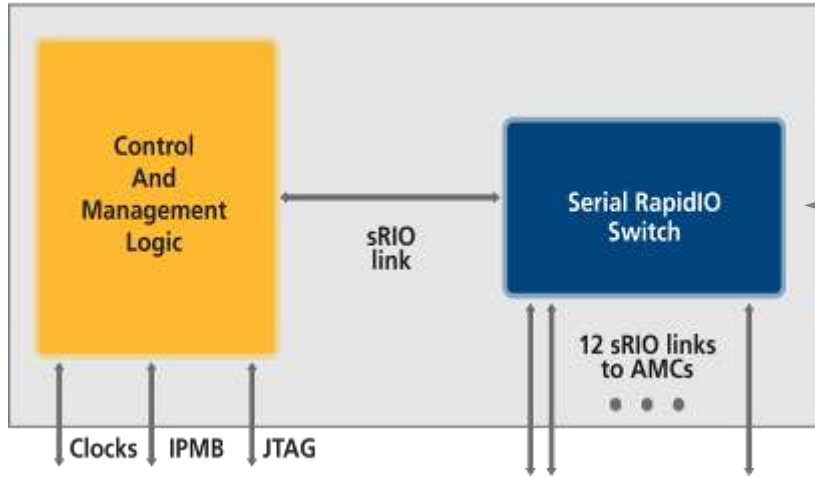 Control
And
Management
Logic
sRIO
link
Serial RapidIO
Switch
12 sRIO links
to AMCs
Clocks IPMB JTAG